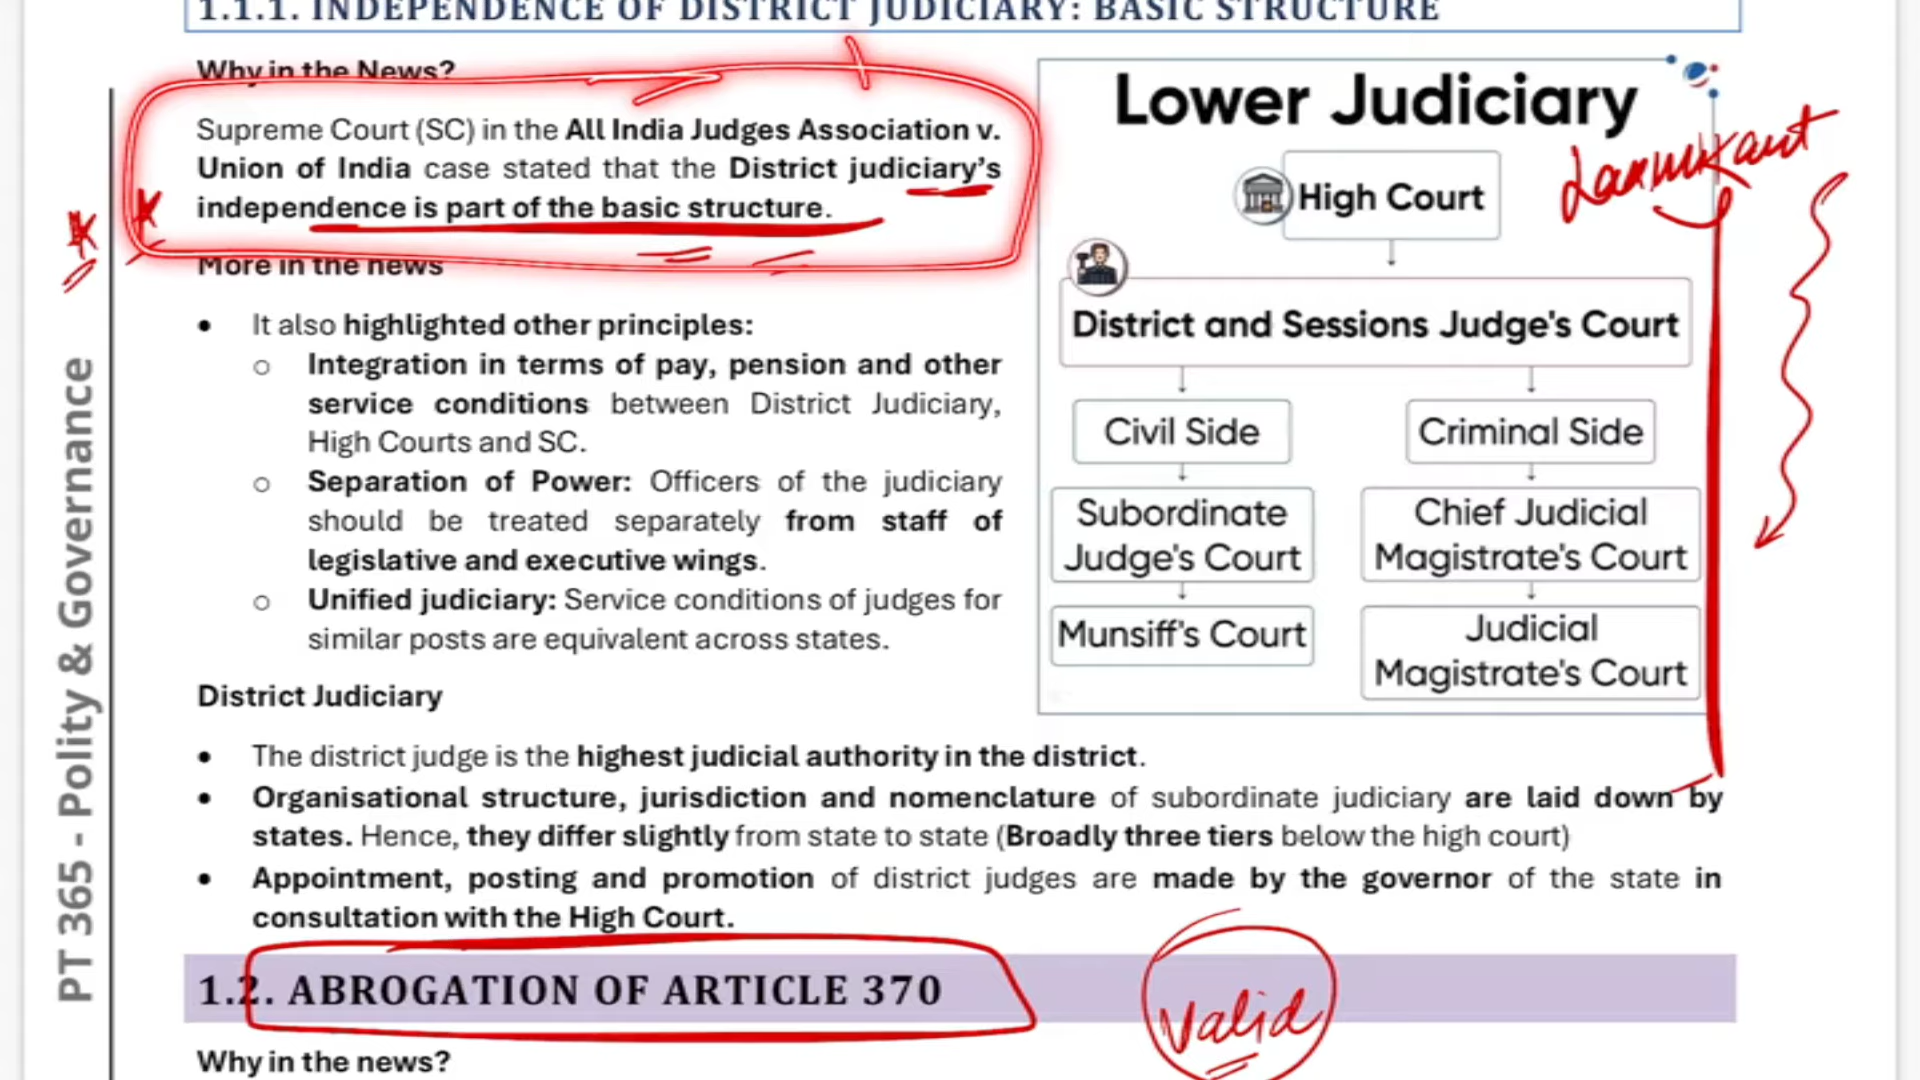 1.1.1. INDEPENDENCE OF DISTRICT JUDICIARY: BASIC STRUCTURE
Why in the News?
Supreme Court (SC) in the All India Judges Association v.
Union of India case stated that the District judiciary's
independence is part of the basic structure.
More in the news
• It also highlighted other principles:
o Integration in terms of pay, pension and other
service conditions between District Judiciary,
High Courts and SC.
o Separation of Power: Officers of the judiciary
should be treated separately from staff of
legislative and executive wings.
o Unified judiciary: Service conditions of judges for
similar posts are equivalent across states.
Lower Judiciary
Laxmikant
High Court
District and Sessions Judge's Court
Civil Side
Criminal Side
Subordinate
Judge's Court
Chief Judicial
Magistrate's Court
Munsiff's Court
Judicial
Magistrate's Court
District Judiciary
• The district judge is the highest judicial authority in the district.
• Organisational structure, jurisdiction and nomenclature of subordinate judiciary are laid down by
states. Hence, they differ slightly from state to state (Broadly three tiers below the high court)
• Appointment, posting and promotion of district judges are made by the governor of the state in
consultation with the High Court.
1.2. ABROGATION OF ARTICLE 370
Valid
Why in the news?
PT 365 - Polity & Governance